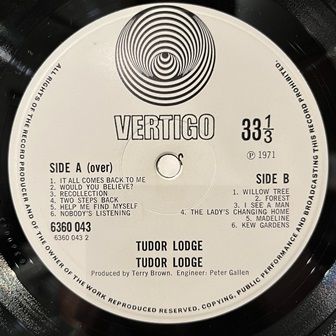 ALL RIGHTS OF THE RECORD PRODUCER AND OF THE OWNER OF THE WORK REPRODUCED RESERVED. COPYING, PUBLIC PERFORMANCE AND BROADCASTING THIS RECORD PROHIBITED.
VERTIGO
33 1/3
℗ 1971
SIDE A (over)
1. IT ALL COMES BACK TO ME
2. WOULD YOU BELIEVE?
3. RECOLLECTION
4. TWO STEPS BACK
5. HELP ME FIND MYSELF
6. NOBODY'S LISTENING
6360 043
6360 043 2
SIDE B
1. WILLOW TREE
2. FOREST
3. I SEE A MAN
4. THE LADY'S CHANGING HOME
5. MADELINE
6. KEW GARDENS
TUDOR LODGE
TUDOR LODGE
Produced by Terry Brown. Engineer: Peter Gallen